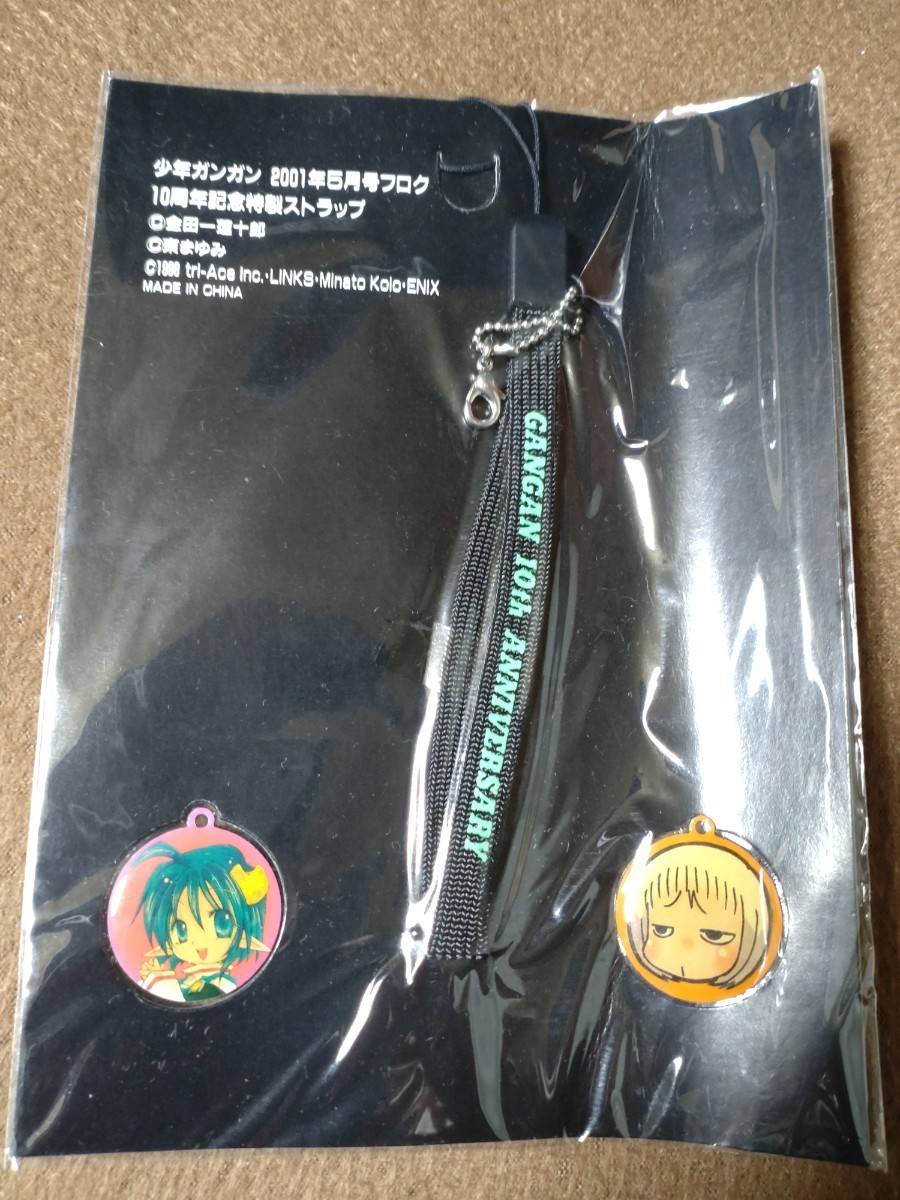 少年ガンガン 2001年5月号フロク
10周年記念特製ストラップ
©金田一蓮十郎
©東まゆみ
©1998 tri-Ace Inc.・LINKS・Minato Koio・ENIX
MADE IN CHINA
GANGAN 10th ANNIVERSARY